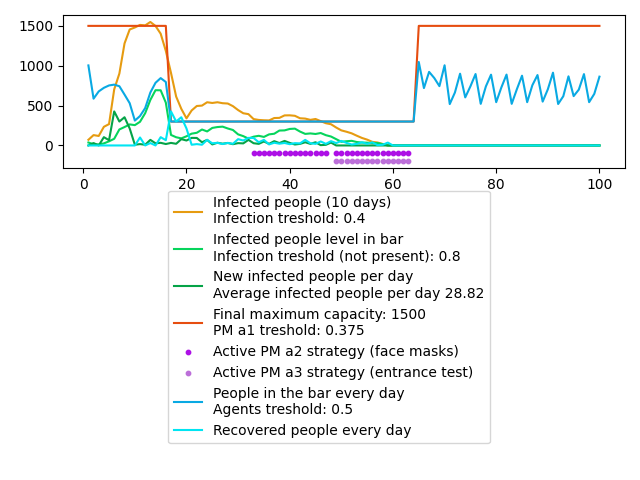 1500
1000
500
0
0
20
40
60
80
100
Infected people (10 days)
Infection treshold: 0.4
Infected people level in bar
Infection treshold (not present): 0.8
New infected people per day
Average infected people per day 28.82
Final maximum capacity: 1500
PM a1 treshold: 0.375
Active PM a2 strategy (face masks)
Active PM a3 strategy (entrance test)
People in the bar every day
Agents treshold: 0.5
Recovered people every day